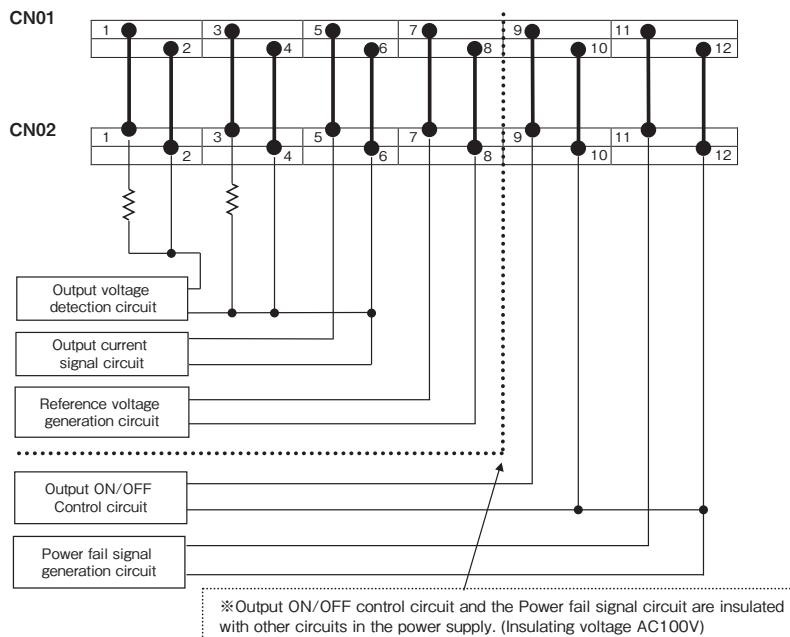 CN01
1 3 5 7 9 11
2 4 6 8 10 12
CN02
1 3 5 7 9 11
2 4 6 8 10 12
Output voltage
detection circuit
Output current
signal circuit
Reference voltage
generation circuit
Output ON/OFF
Control circuit
Power fail signal
generation circuit
※Output ON/OFF control circuit and the Power fail signal circuit are insulated
with other circuits in the power supply. (Insulating voltage AC100V)